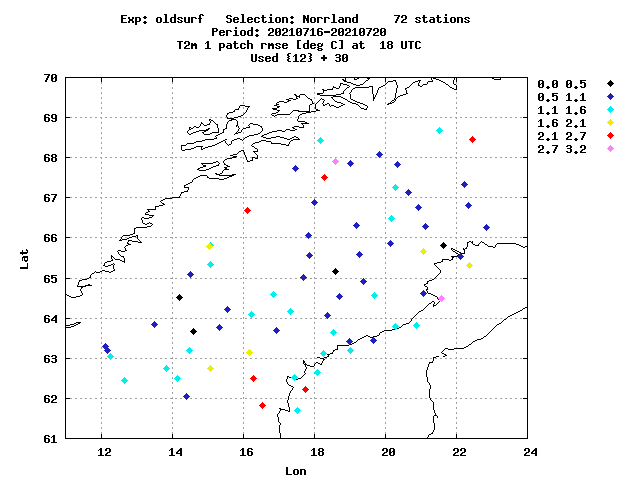 Exp: oldsurf   Selection: Norrland     72 stations
Period: 20210716-20210720
T2m 1 patch rmse [deg C] at  18 UTC
Used {12} + 30
0.0 0.5
0.5 1.1
1.1 1.6
1.6 2.1
2.1 2.7
2.7 3.2
70
69
68
67
66
65
64
63
62
61
Lat
12 14 16 18 20 22 24
Lon